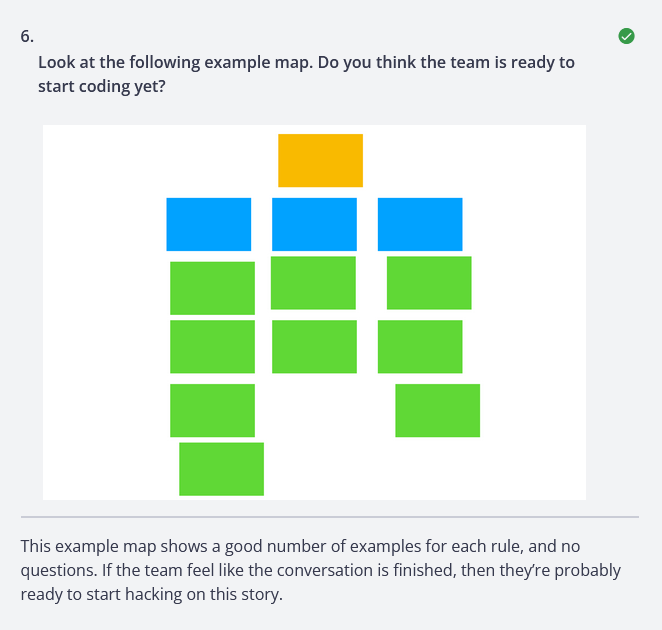 6.
Look at the following example map. Do you think the team is ready to
start coding yet?
This example map shows a good number of examples for each rule, and no
questions. If the team feel like the conversation is finished, then they’re probably
ready to start hacking on this story.